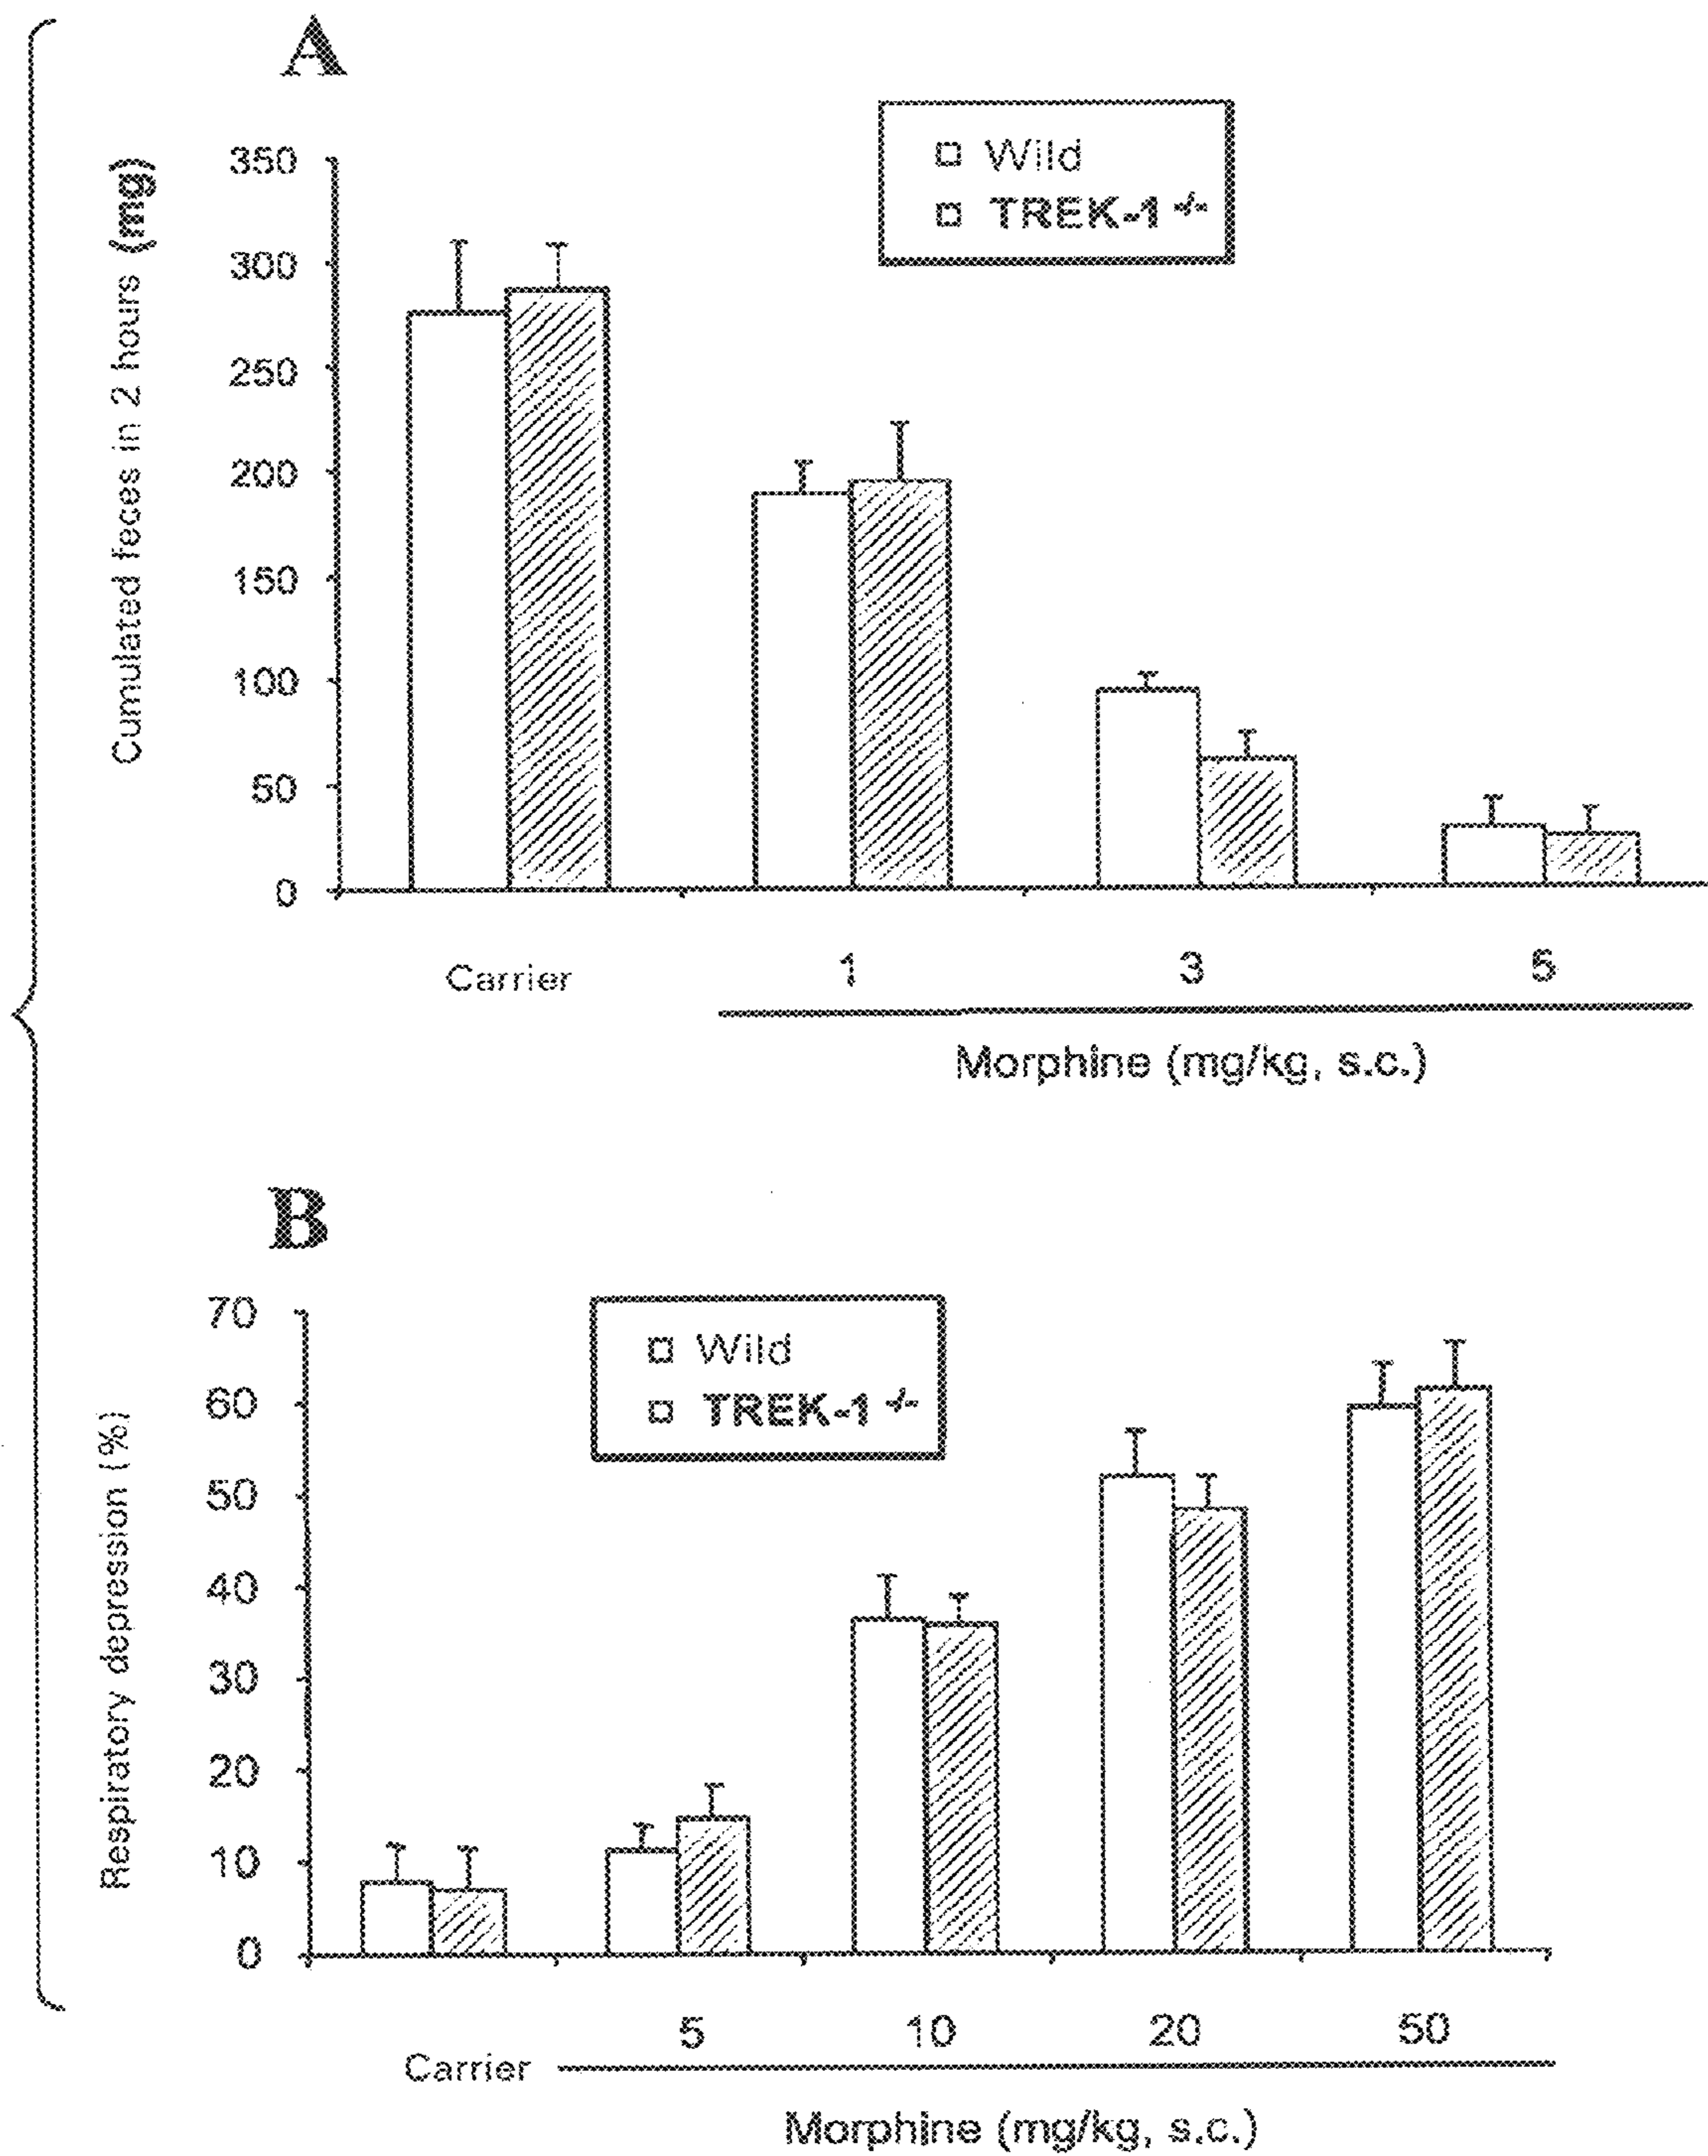 A
Wild
TREK-1 -/-
Cumulated feces in 2 hours (mg)
350
300
250
200
150
100
50
0
Carrier
1
3
5
Morphine (mg/kg, s.c.)
B
Wild
TREK-1 -/-
Respiratory depression (%)
70
60
50
40
30
20
10
0
5
10
20
50
Carrier
Morphine (mg/kg, s.c.)